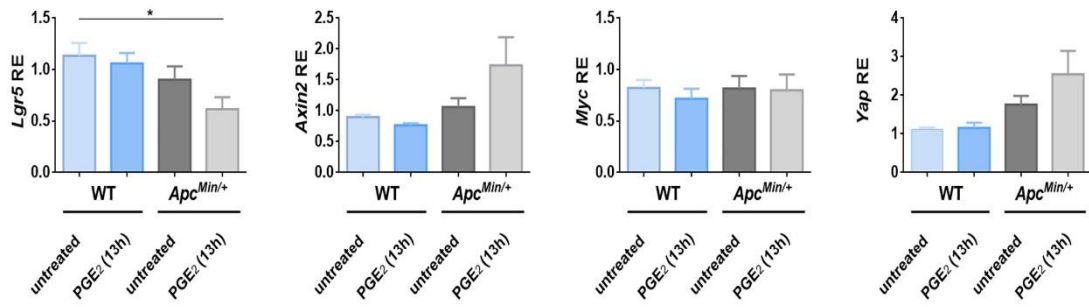 *
Lgr5 RE
1.5
1.0
0.5
0.0
WT
Apc^Min/+
untreated
PGE₂ (13h)
untreated
PGE₂ (13h)
Axin2 RE
2.5
2.0
1.5
1.0
0.5
0.0
WT
Apc^Min/+
untreated
PGE₂ (13h)
untreated
PGE₂ (13h)
Myc RE
1.5
1.0
0.5
0.0
WT
Apc^Min/+
untreated
PGE₂ (13h)
untreated
PGE₂ (13h)
Yap RE
4
3
2
1
0
WT
Apc^Min/+
untreated
PGE₂ (13h)
untreated
PGE₂ (13h)